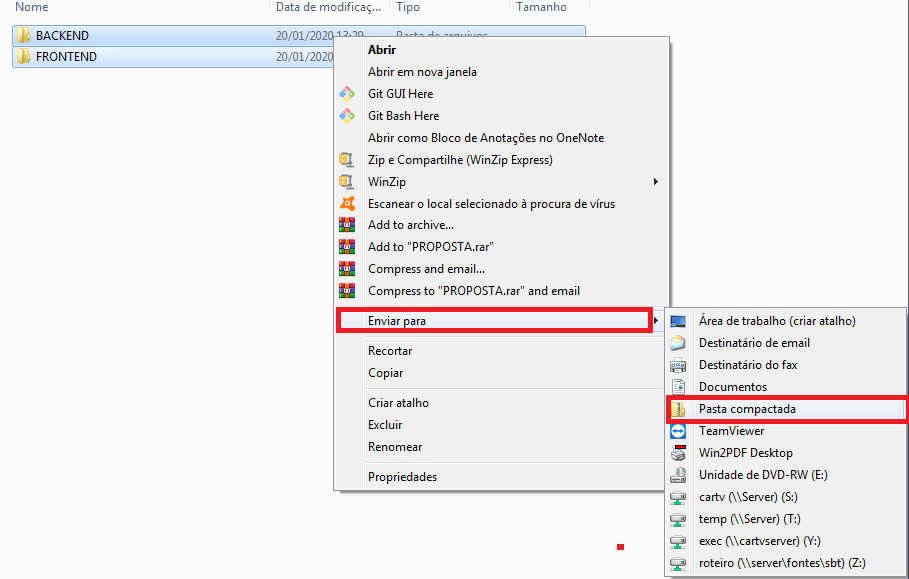 Nome Data de modificaç... Tipo Tamanho
BACKEND 20/01/2020 13:29 Pasta de arquivos
FRONTEND 20/01/2020
Abrir
Abrir em nova janela
Git GUI Here
Git Bash Here
Abrir como Bloco de Anotações no OneNote
Zip e Compartilhe (WinZip Express)
WinZip
Escanear o local selecionado à procura de vírus
Add to archive...
Add to "PROPOSTA.rar"
Compress and email...
Compress to "PROPOSTA.rar" and email
Enviar para
Recortar
Copiar
Criar atalho
Excluir
Renomear
Propriedades
Área de trabalho (criar atalho)
Destinatário de email
Destinatário do fax
Documentos
Pasta compactada
TeamViewer
Win2PDF Desktop
Unidade de DVD-RW (E:)
cartv (\\Server) (S:)
temp (\\Server) (T:)
exec (\\cartvserver) (Y:)
roteiro (\\server\fontes\sbt) (Z:)